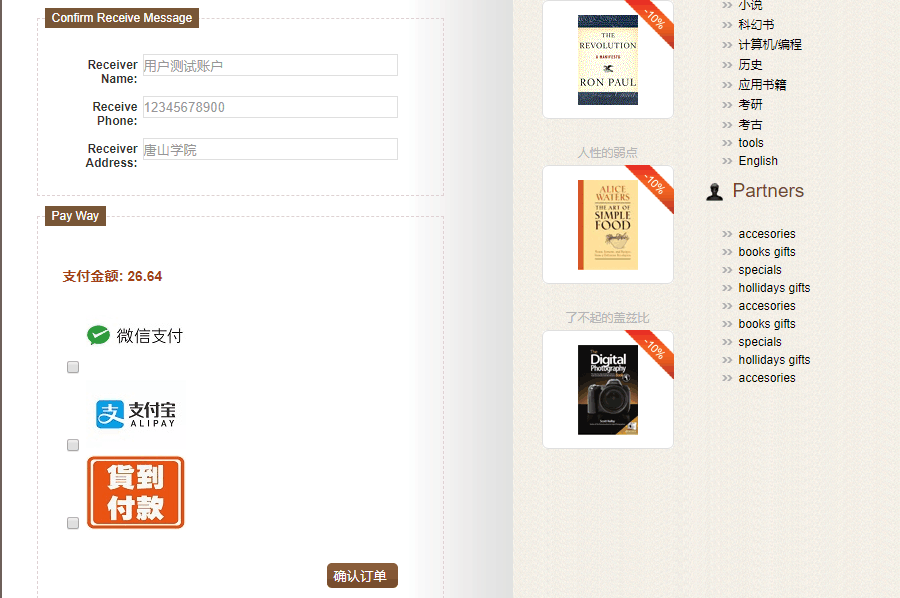 Confirm Receive Message
Receiver
Name:
用户测试账户
Receive
Phone:
12345678900
Receiver
Address:
唐山学院
Pay Way
支付金额: 26.64
微信支付
支付宝
ALIPAY
貨到
付款
确认订单
-10%
THE
REVOLUTION
A MANIFESTO
RON PAUL
人性的弱点
-10%
ALICE
WATERS
THE ART OF
SIMPLE
FOOD
了不起的盖兹比
-10%
The
Digital
Photography
Book
小说
科幻书
计算机/编程
历史
应用书籍
考研
考古
tools
English
Partners
accesories
books gifts
specials
hollidays gifts
accesories
books gifts
specials
hollidays gifts
accesories